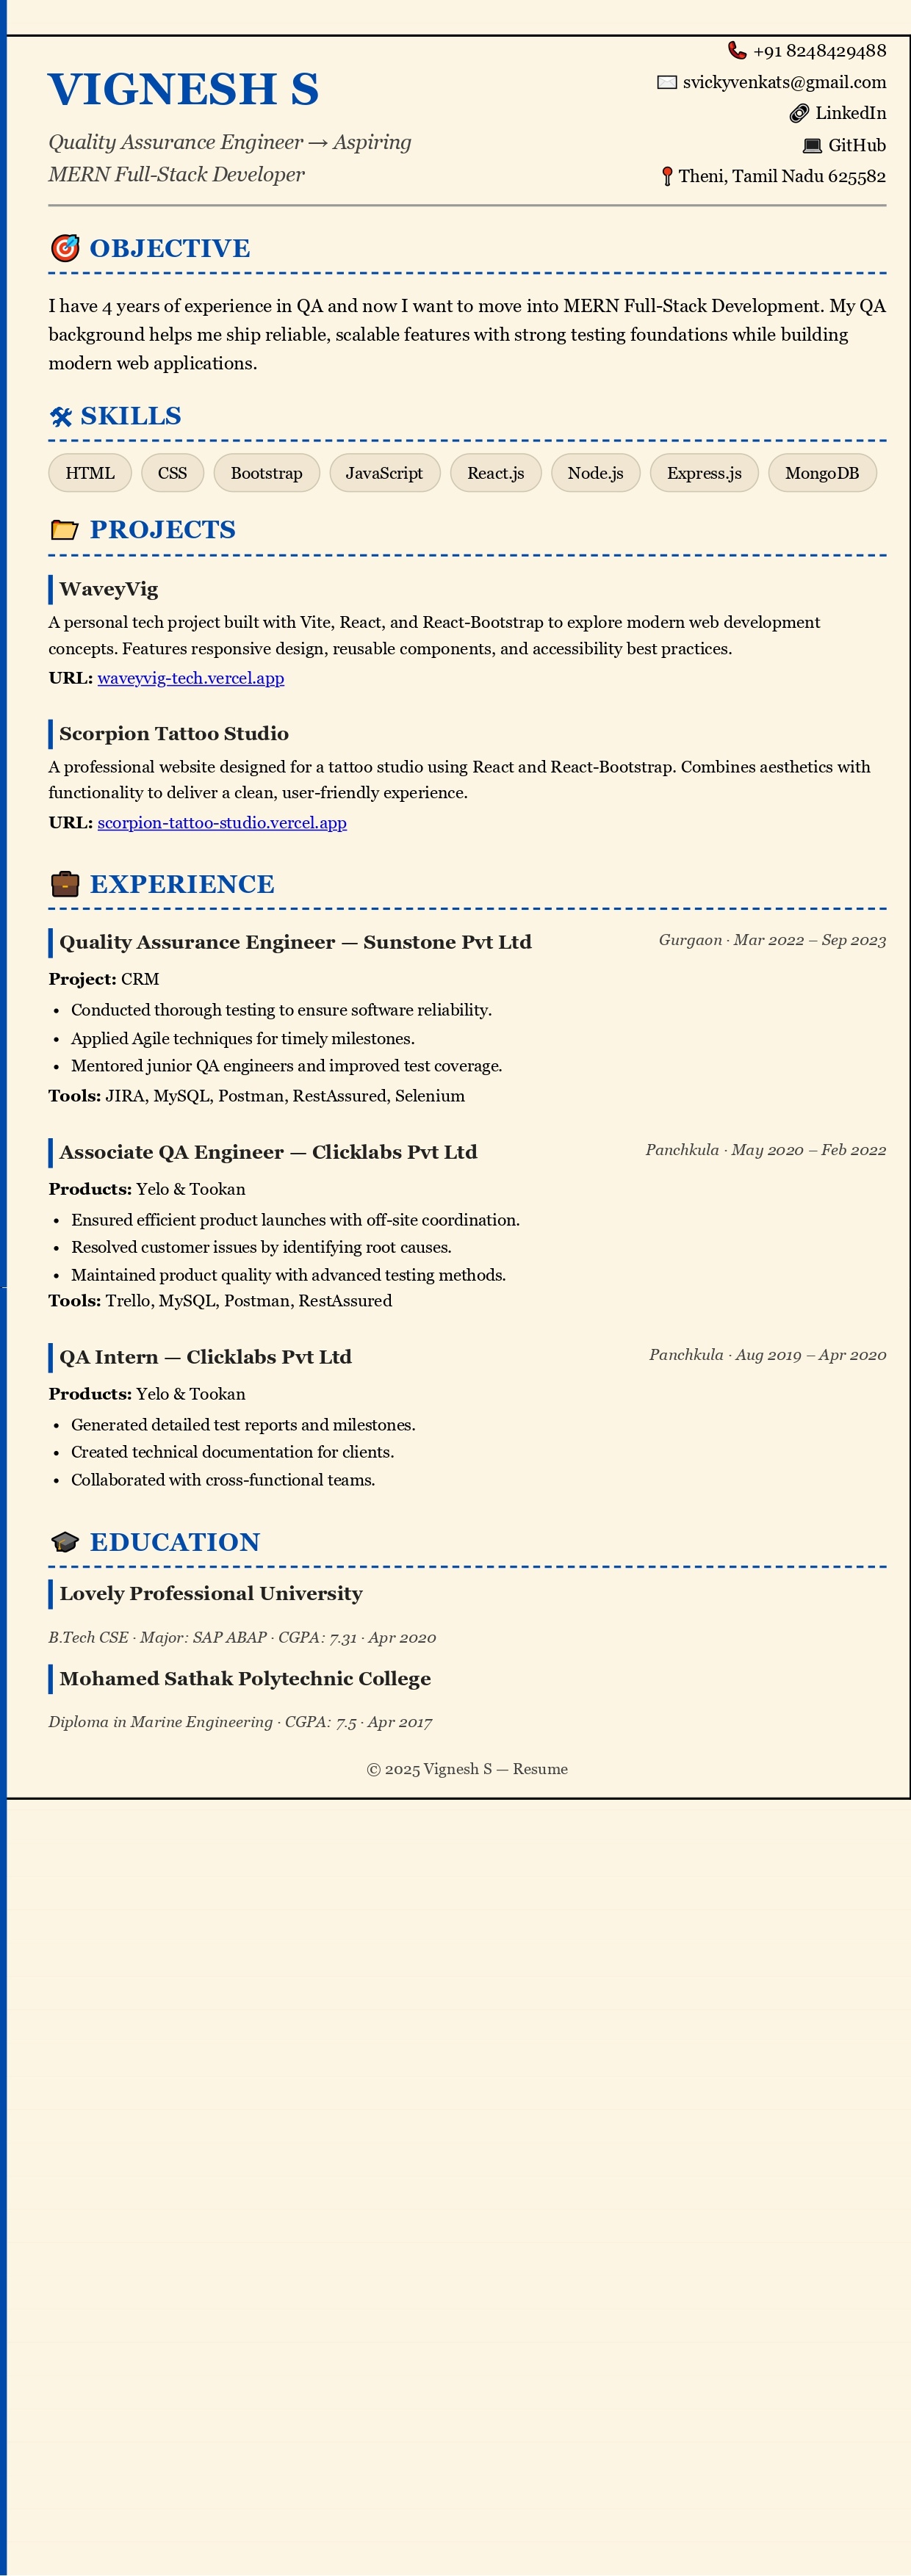 VIGNESH S
Quality Assurance Engineer → Aspiring
MERN Full-Stack Developer
📞 +91 8248429488
✉️ svickyvenkats@gmail.com
🔗 LinkedIn
💻 GitHub
📍 Theni, Tamil Nadu 625582
🎯 OBJECTIVE
I have 4 years of experience in QA and now I want to move into MERN Full-Stack Development. My QA
background helps me ship reliable, scalable features with strong testing foundations while building
modern web applications.
🛠 SKILLS
HTML CSS Bootstrap JavaScript React.js Node.js Express.js MongoDB
📂 PROJECTS
WaveyVig
A personal tech project built with Vite, React, and React-Bootstrap to explore modern web development
concepts. Features responsive design, reusable components, and accessibility best practices.
URL: waveyvig-tech.vercel.app
Scorpion Tattoo Studio
A professional website designed for a tattoo studio using React and React-Bootstrap. Combines aesthetics with
functionality to deliver a clean, user-friendly experience.
URL: scorpion-tattoo-studio.vercel.app
💼 EXPERIENCE
Quality Assurance Engineer — Sunstone Pvt Ltd Gurgaon · Mar 2022 – Sep 2023
Project: CRM
• Conducted thorough testing to ensure software reliability.
• Applied Agile techniques for timely milestones.
• Mentored junior QA engineers and improved test coverage.
Tools: JIRA, MySQL, Postman, RestAssured, Selenium
Associate QA Engineer — Clicklabs Pvt Ltd Panchkula · May 2020 – Feb 2022
Products: Yelo & Tookan
• Ensured efficient product launches with off-site coordination.
• Resolved customer issues by identifying root causes.
• Maintained product quality with advanced testing methods.
Tools: Trello, MySQL, Postman, RestAssured
QA Intern — Clicklabs Pvt Ltd Panchkula · Aug 2019 – Apr 2020
Products: Yelo & Tookan
• Generated detailed test reports and milestones.
• Created technical documentation for clients.
• Collaborated with cross-functional teams.
🎓 EDUCATION
Lovely Professional University
B.Tech CSE · Major: SAP ABAP · CGPA: 7.31 · Apr 2020
Mohamed Sathak Polytechnic College
Diploma in Marine Engineering · CGPA: 7.5 · Apr 2017
© 2025 Vignesh S — Resume